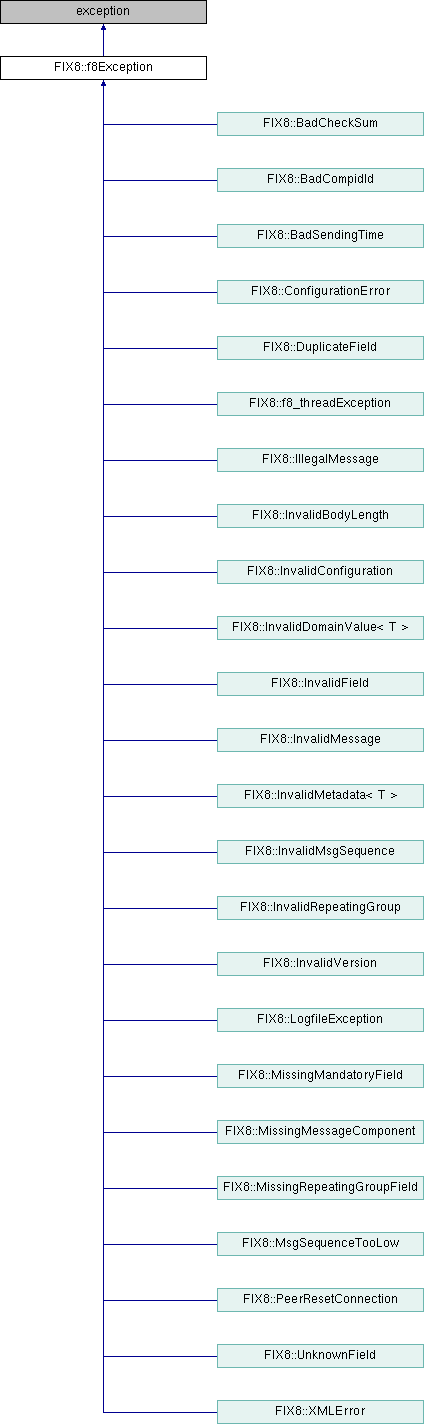 exception
FIX8::f8Exception
FIX8::BadCheckSum
FIX8::BadCompidId
FIX8::BadSendingTime
FIX8::ConfigurationError
FIX8::DuplicateField
FIX8::f8_threadException
FIX8::IllegalMessage
FIX8::InvalidBodyLength
FIX8::InvalidConfiguration
FIX8::InvalidDomainValue< T >
FIX8::InvalidField
FIX8::InvalidMessage
FIX8::InvalidMetadata< T >
FIX8::InvalidMsgSequence
FIX8::InvalidRepeatingGroup
FIX8::InvalidVersion
FIX8::LogfileException
FIX8::MissingMandatoryField
FIX8::MissingMessageComponent
FIX8::MissingRepeatingGroupField
FIX8::MsgSequenceTooLow
FIX8::PeerResetConnection
FIX8::UnknownField
FIX8::XMLError